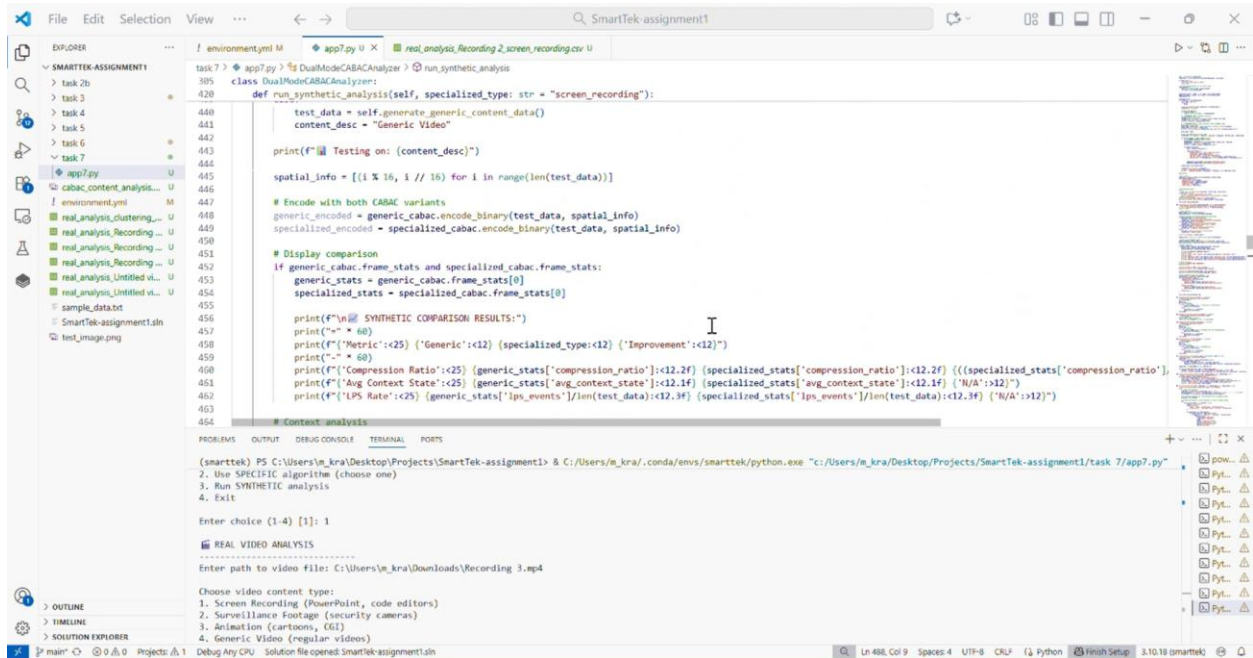 File Edit Selection View ··· SmartTek-assignment1
EXPLORER ···
! environment.yml M app7.py U × real_analysis_Recording 2_screen_recording.csv U
SMARTTEK-ASSIGNMENT1
task 7 > app7.py > DualModeCABACAnalyzer > run_synthetic_analysis
> task 2b
> task 3
> task 4
> task 5
> task 6
task 7
app7.py U
cabac_content_analysis.... U
! environment.yml M
real_analysis_clustering_... U
real_analysis_Recording ... U
real_analysis_Recording ... U
real_analysis_Recording ... U
real_analysis_Untitled vi... U
real_analysis_Untitled vi... U
sample_data.txt
SmartTek-assignment1.sln
test_image.png
> OUTLINE
> TIMELINE
> SOLUTION EXPLORER
305 class DualModeCABACAnalyzer:
420 def run_synthetic_analysis(self, specialized_type: str = "screen_recording"):
440 test_data = self.generate_generic_content_data()
441 content_desc = "Generic Video"
442
443 print(f"📊 Testing on: {content_desc}")
444
445 spatial_info = [(i % 16, i // 16) for i in range(len(test_data))]
446
447 # Encode with both CABAC variants
448 generic_encoded = generic_cabac.encode_binary(test_data, spatial_info)
449 specialized_encoded = specialized_cabac.encode_binary(test_data, spatial_info)
450
451 # Display comparison
452 if generic_cabac.frame_stats and specialized_cabac.frame_stats:
453 generic_stats = generic_cabac.frame_stats[0]
454 specialized_stats = specialized_cabac.frame_stats[0]
455
456 print(f"\n📈 SYNTHETIC COMPARISON RESULTS:")
457 print("=" * 60)
458 print(f"{'Metric':<25} {'Generic':<12} {specialized_type:<12} {'Improvement':<12}")
459 print("-" * 60)
460 print(f"{'Compression Ratio':<25} {generic_stats['compression_ratio']:<12.2f} {specialized_stats['compression_ratio']:<12.2f} {((specialized_stats['compression_ratio'],
461 print(f"{'Avg Context State':<25} {generic_stats['avg_context_state']:<12.1f} {specialized_stats['avg_context_state']:<12.1f} {'N/A':>12}")
462 print(f"{'LPS Rate':<25} {generic_stats['lps_events']/len(test_data):<12.3f} {specialized_stats['lps_events']/len(test_data):<12.3f} {'N/A':>12}")
463
464 # Context analysis
PROBLEMS OUTPUT DEBUG CONSOLE TERMINAL PORTS
(smarttek) PS C:\Users\m_kra\Desktop\Projects\SmartTek-assignment1> & C:/Users/m_kra/.conda/envs/smarttek/python.exe "c:/Users/m_kra/Desktop/Projects/SmartTek-assignment1/task 7/app7.py"
2. Use SPECIFIC algorithm (choose one)
3. Run SYNTHETIC analysis
4. Exit
Enter choice (1-4) [1]: 1
🎬 REAL VIDEO ANALYSIS
------------------------------
Enter path to video file: C:\Users\m_kra\Downloads\Recording 3.mp4
Choose video content type:
1. Screen Recording (PowerPoint, code editors)
2. Surveillance Footage (security cameras)
3. Animation (cartoons, CGI)
4. Generic Video (regular videos)
pow...
Pyt...
Pyt...
Pyt...
Pyt...
Pyt...
Pyt...
Pyt...
Pyt...
Pyt...
Pyt...
main* 0 0 Projects: 1 Debug Any CPU Solution file opened: SmartTek-assignment1.sln Ln 488, Col 9 Spaces: 4 UTF-8 CRLF Python Finish Setup 3.10.18 (smarttek)